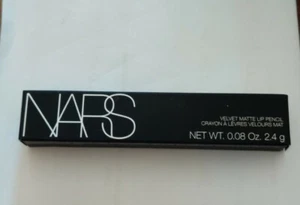 NARS
VELVET MATTE LIP PENCIL
CRAYON À LÈVRES VELOURS MAT
NET WT. 0.08 Oz. 2.4 g